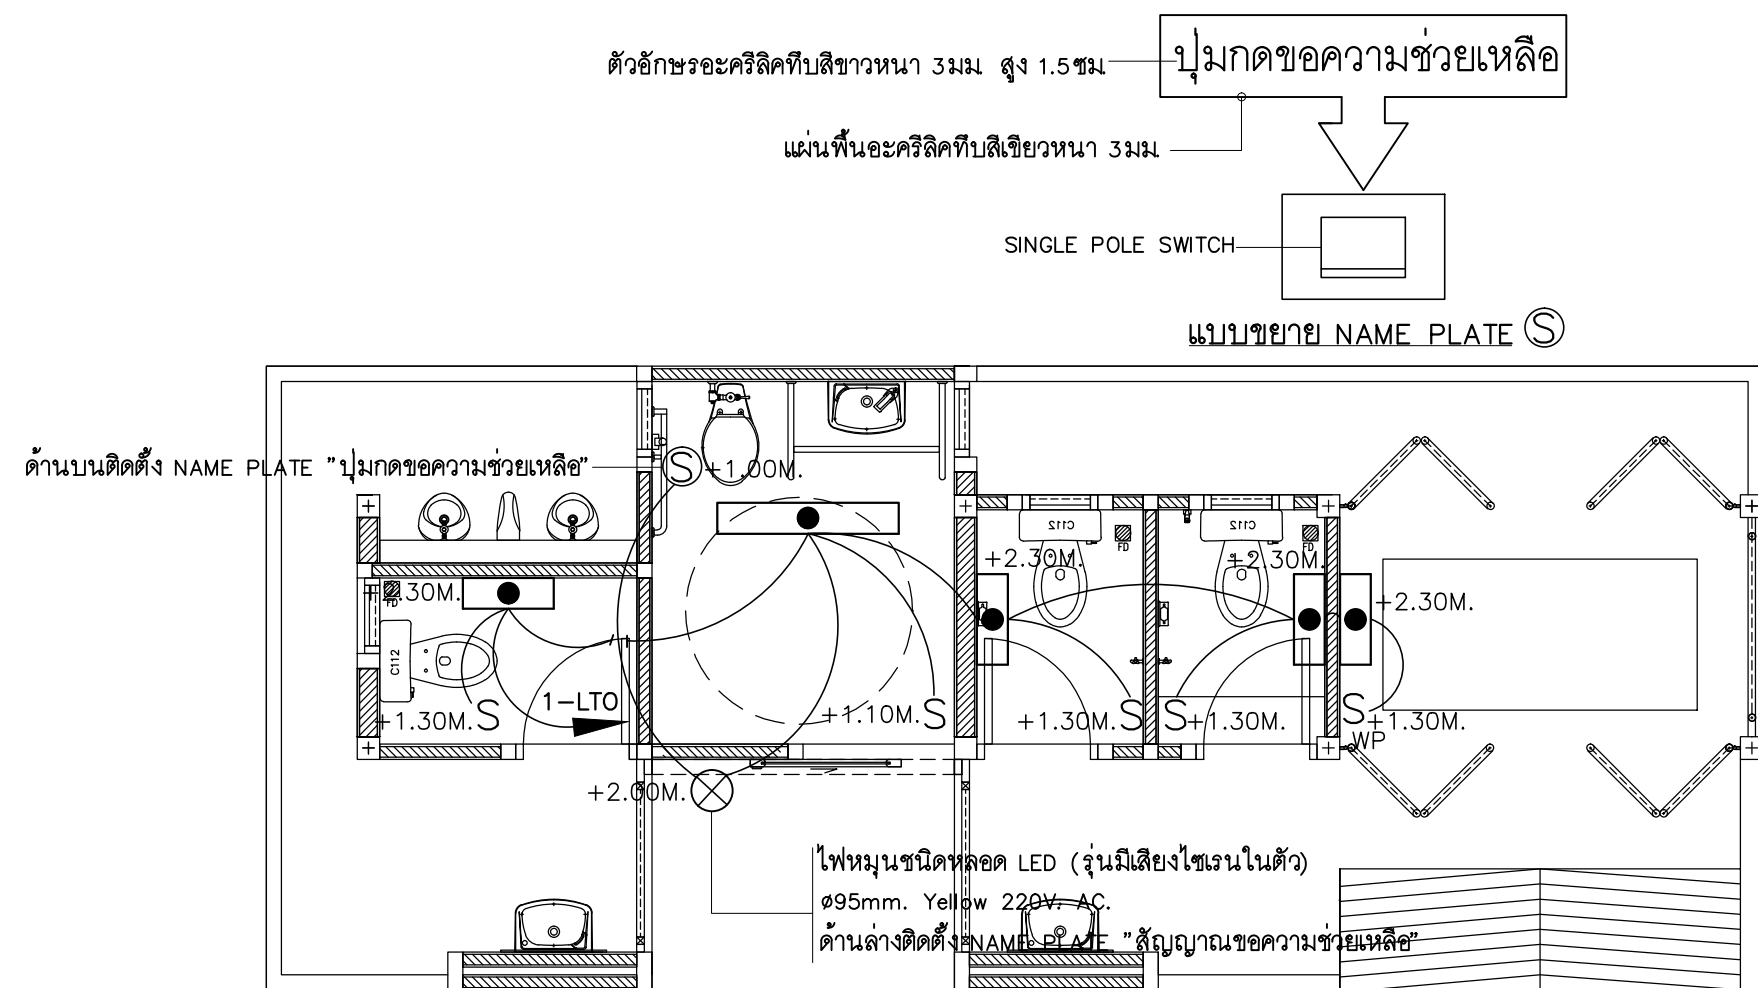 ปุ่มกดขอความช่วยเหลือ
ตัวอักษรอะครีลิคทึบสีขาวหนา 3มม. สูง 1.5ซม.
แผ่นพื้นอะครีลิคทึบสีเขียวหนา 3มม.
SINGLE POLE SWITCH
แบบขยาย NAME PLATE S
ด้านบนติดตั้ง NAME PLATE "ปุ่มกดขอความช่วยเหลือ"
S +1.00M.
C112
C112
FD
FD
+2.30M.
+2.30M.
+2.30M.
FD
+2.30M.
C112
1-LTO
+1.30M. S
+1.10M. S
+1.30M. S
S +1.30M.
S +1.30M.
WP
+2.00M.
ไฟหมุนชนิดหลอด LED (รุ่นมีเสียงไซเรนในตัว)
ø95mm. Yellow 220V. AC.
ด้านล่างติดตั้ง NAME PLATE "สัญญาณขอความช่วยเหลือ"